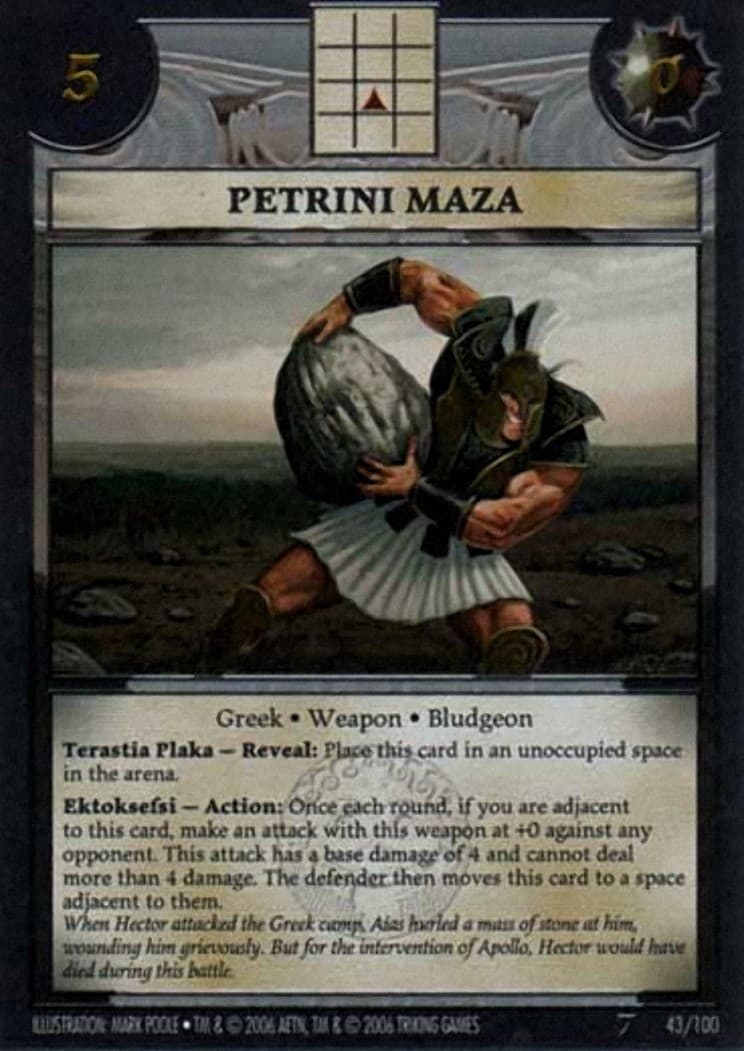 5
0
PETRINI MAZA
Greek • Weapon • Bludgeon
Terastia Plaka – Reveal: Place this card in an unoccupied space
in the arena.
Ektoksefsi – Action: Once each round, if you are adjacent
to this card, make an attack with this weapon at +0 against any
opponent. This attack has a base damage of 4 and cannot deal
more than 4 damage. The defender then moves this card to a space
adjacent to them.
When Hector attacked the Greek camp, Aias hurled a mass of stone at him,
wounding him grievously. But for the intervention of Apollo, Hector would have
died during this battle.
ILLUSTRATION: MARK POOLE • TM & © 2006 AETN, TM & © 2006 TRIKING GAMES
43/100